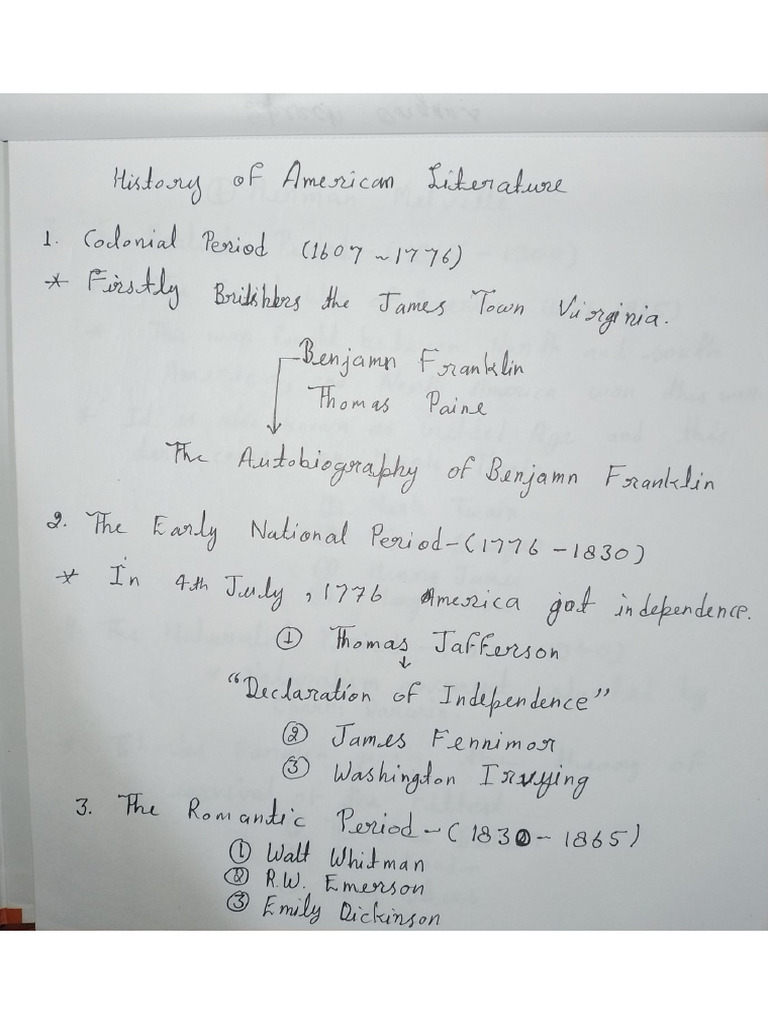 History of American Literature
1. Colonial Period (1607 ~ 1776)
* Firstly the James Town Virginia.
Benjamn Franklin
Thomas Paine
The Autobiography of Benjamn Franklin
2. The Early National Period - (1776 - 1830)
* In 4th July, 1776 America got independence.
① Thomas Jafferson
"Declaration of Independence"
② James Fennimor
③ Washington Irvying
3. The Romantic Period - (1830 - 1865)
① Walt Whitman
② R.W. Emerson
③ Emily Dickinson